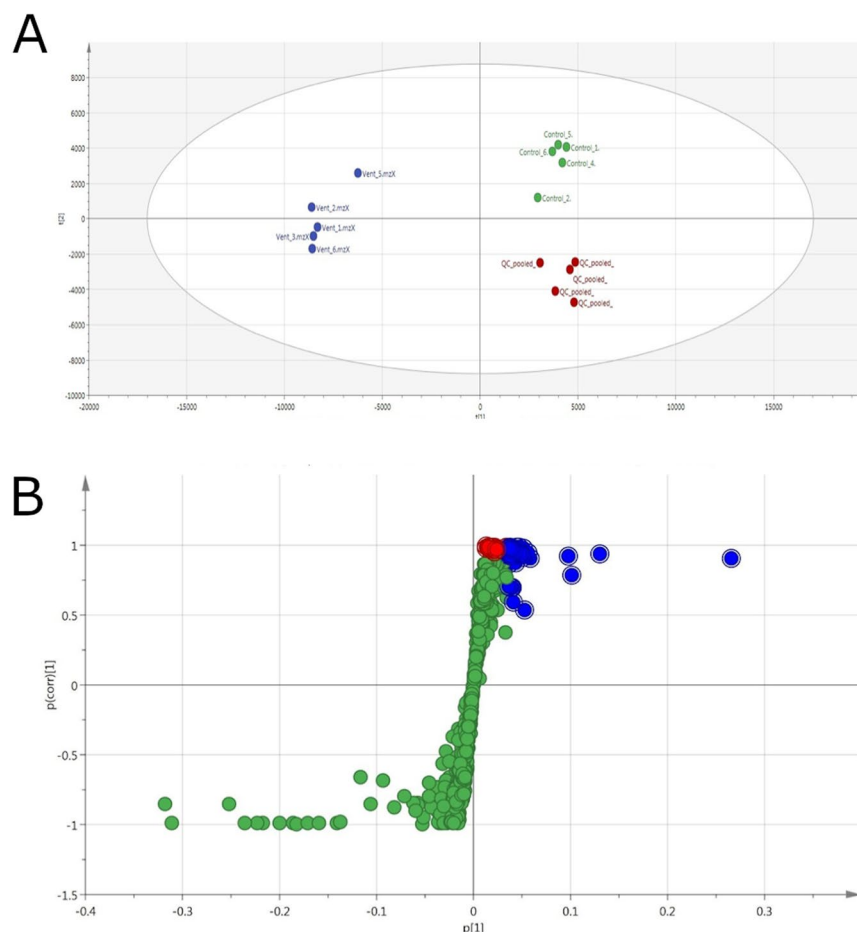 A
8000
6000
4000
2000
0
-2000
-4000
-6000
-8000
-10000
t[2]
Control_5.
Control_1.
Control_6.
Control_4.
Control_2.
Vent_5.mzX
Vent_2.mzX
Vent_1.mzX
Vent_3.mzX
Vent_6.mzX
QC_pooled_
QC_pooled_
QC_pooled_
QC_pooled_
QC_pooled_
-20000 -15000 -10000 -5000 0 5000 10000 15000
t[1]
B
1
0.5
0
-0.5
-1
-1.5
p(corr)[1]
-0.4 -0.3 -0.2 -0.1 0 0.1 0.2 0.3
p[1]